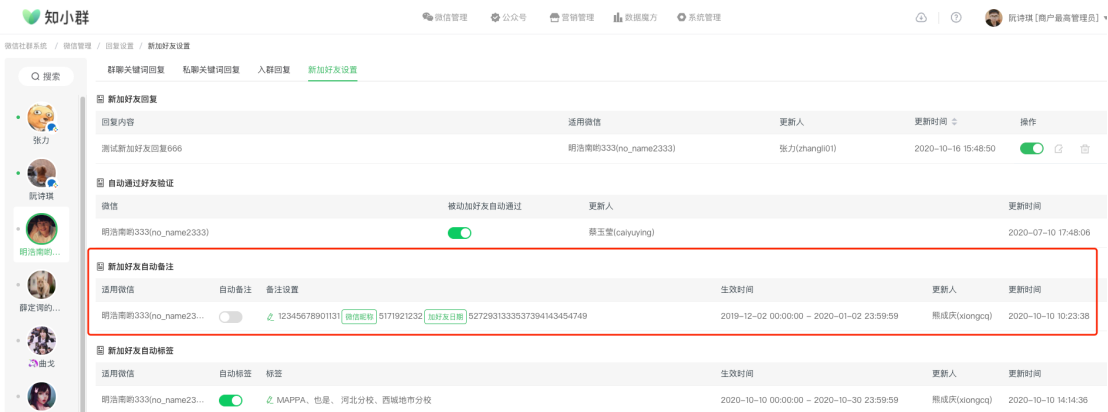 知小群
微信管理 公众号 营销管理 数据魔方 系统管理 阮诗琪 [商户最高管理员]
微信社群系统 / 微信管理 / 回复设置 / 新加好友设置
搜索
群聊关键词回复 私聊关键词回复 入群回复 新加好友设置
新加好友回复
回复内容 适用微信 更新人 更新时间 操作
测试新加好友回复666 明浩南哟333(no_name2333) 张力(zhangli01) 2020-10-16 15:48:50
张力
自动通过好友验证
微信 被动加好友自动通过 更新人 更新时间
阮诗琪
明浩南哟333(no_name2333) 蔡玉莹(caiyuying) 2020-07-10 17:48:06
明浩南哟...
新加好友自动备注
适用微信 自动备注 备注设置 生效时间 更新人 更新时间
明浩南哟333(no_name23... 12345678901131 微信昵称 5171921232 加好友日期 5272931333537394143454749 2019-12-02 00:00:00 - 2020-01-02 23:59:59 熊成庆(xiongcq) 2020-10-10 10:23:38
薛定谔的...
新加好友自动标签
曲戈
适用微信 自动标签 标签 生效时间 更新人 更新时间
明浩南哟333(no_name23... MAPPA、也是、 河北分校、西城地市分校 2020-10-10 00:00:00 - 2020-10-30 23:59:59 熊成庆(xiongcq) 2020-10-10 14:14:36